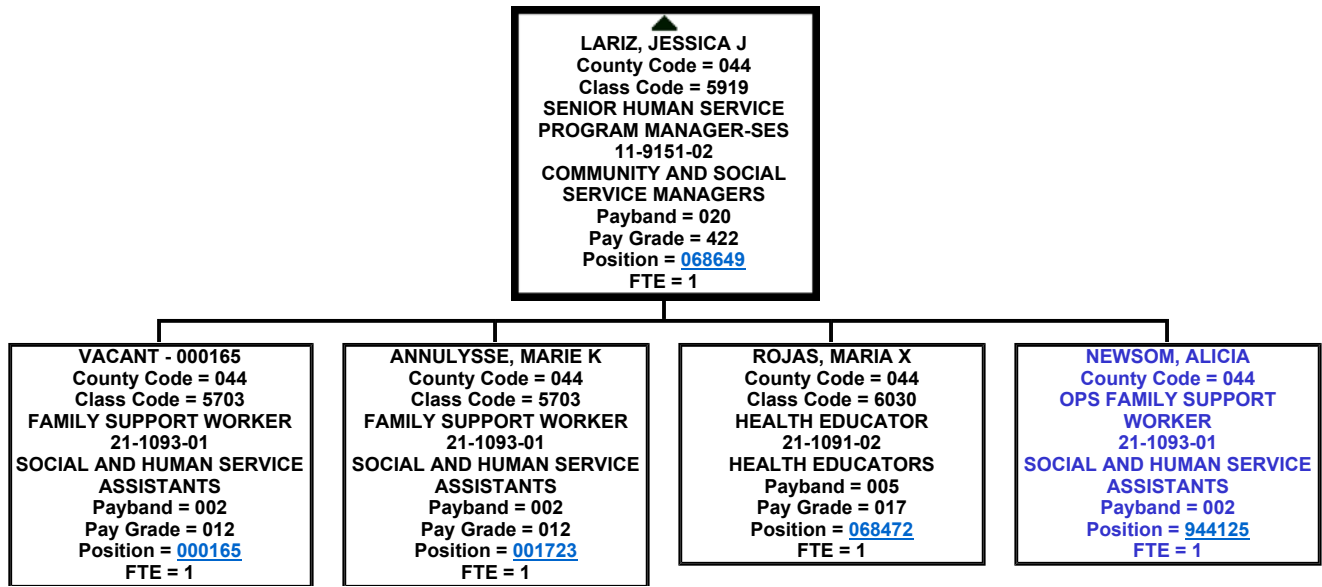 LARIZ, JESSICA J
County Code = 044
Class Code = 5919
SENIOR HUMAN SERVICE
PROGRAM MANAGER-SES
11-9151-02
COMMUNITY AND SOCIAL
SERVICE MANAGERS
Payband = 020
Pay Grade = 422
Position = 068649
FTE = 1
VACANT - 000165
County Code = 044
Class Code = 5703
FAMILY SUPPORT WORKER
21-1093-01
SOCIAL AND HUMAN SERVICE
ASSISTANTS
Payband = 002
Pay Grade = 012
Position = 000165
FTE = 1
ANNULYSSE, MARIE K
County Code = 044
Class Code = 5703
FAMILY SUPPORT WORKER
21-1093-01
SOCIAL AND HUMAN SERVICE
ASSISTANTS
Payband = 002
Pay Grade = 012
Position = 001723
FTE = 1
ROJAS, MARIA X
County Code = 044
Class Code = 6030
HEALTH EDUCATOR
21-1091-02
HEALTH EDUCATORS
Payband = 005
Pay Grade = 017
Position = 068472
FTE = 1
NEWSOM, ALICIA
County Code = 044
OPS FAMILY SUPPORT
WORKER
21-1093-01
SOCIAL AND HUMAN SERVICE
ASSISTANTS
Payband = 002
Position = 944125
FTE = 1